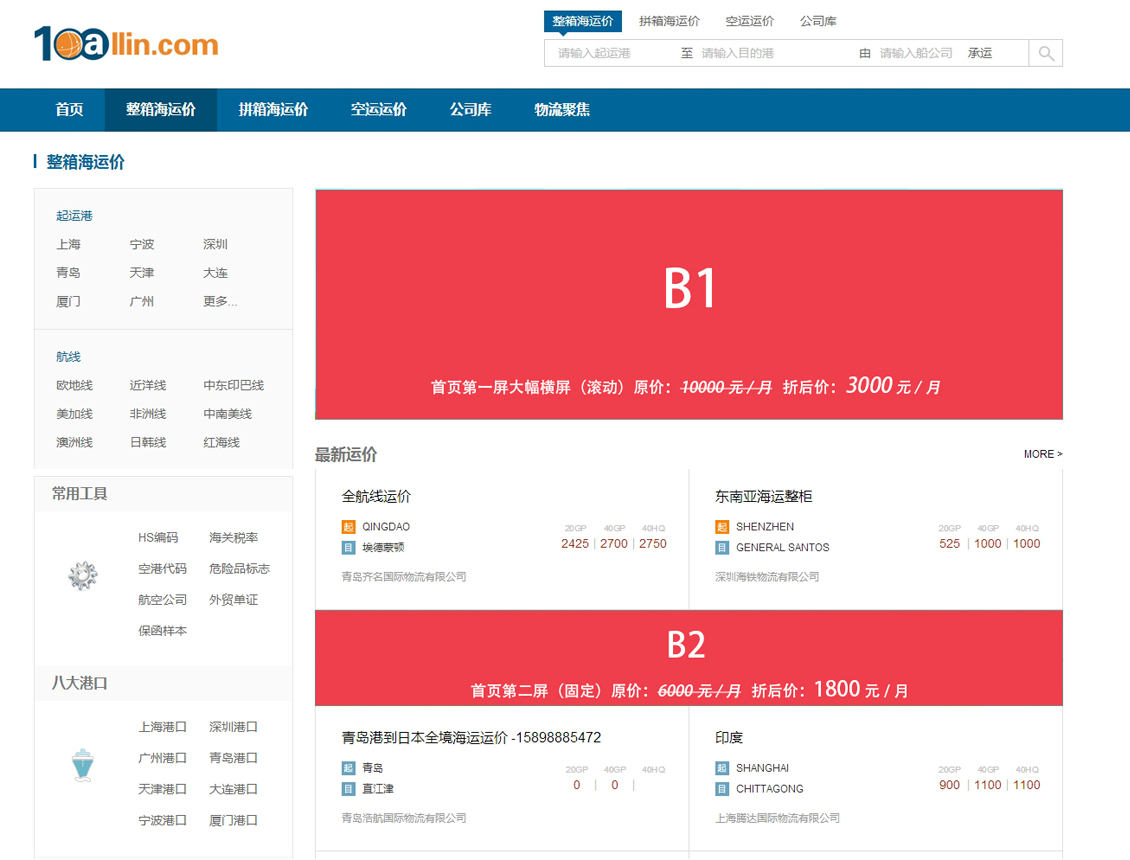 10allin.com
整箱海运价 拼箱海运价 空运运价 公司库
请输入起运港 至 请输入目的港 由 请输入船公司 承运
首页 整箱海运价 拼箱海运价 空运运价 公司库 物流聚焦
整箱海运价
起运港
上海 宁波 深圳
青岛 天津 大连
厦门 广州 更多...
航线
欧地线 近洋线 中东印巴线
美加线 非洲线 中南美线
澳洲线 日韩线 红海线
常用工具
HS编码 海关税率
空港代码 危险品标志
航空公司 外贸单证
保函样本
八大港口
上海港口 深圳港口
广州港口 青岛港口
天津港口 大连港口
宁波港口 厦门港口
B1
首页第一屏大幅横屏（滚动）原价：10000 元 / 月 折后价：3000 元 / 月
最新运价 MORE >
全航线运价
起 QINGDAO 20GP 40GP 40HQ
目 埃德蒙顿 2425 | 2700 | 2750
青岛齐名国际物流有限公司
东南亚海运整柜
起 SHENZHEN 20GP 40GP 40HQ
目 GENERAL SANTOS 525 | 1000 | 1000
深圳海铁物流有限公司
B2
首页第二屏（固定）原价：6000 元 / 月 折后价：1800 元 / 月
青岛港到日本全境海运运价 -15898885472
起 青岛 20GP 40GP 40HQ
目 直江津 0 | 0 |
青岛浩航国际物流有限公司
印度
起 SHANGHAI 20GP 40GP 40HQ
目 CHITTAGONG 900 | 1100 | 1100
上海腾达国际物流有限公司